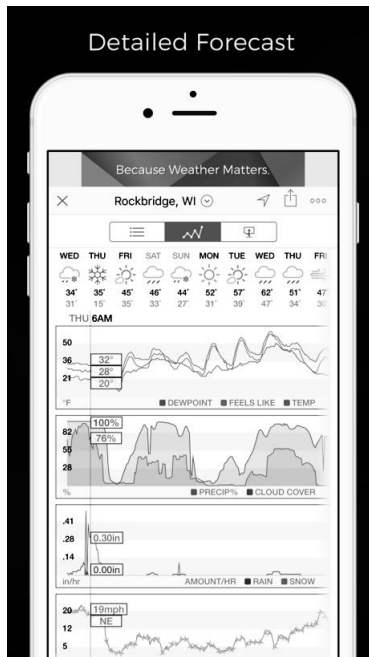 Detailed Forecast
Because Weather Matters.
Rockbridge, WI
WED THU FRI SAT SUN MON TUE WED THU FRI
34° 35° 45° 46° 44° 52° 57° 62° 51° 47
31° 15° 35° 33° 27° 31° 39° 47° 34° 30
THU 6AM
50
36
21
32°
28°
20°
°F DEWPOINT FEELS LIKE TEMP
82
55
28
100%
76%
% PRECIP% CLOUD COVER
.41
.28
.14
0.30in
0.00in
in/hr AMOUNT/HR RAIN SNOW
20
12
5
19mph
NE